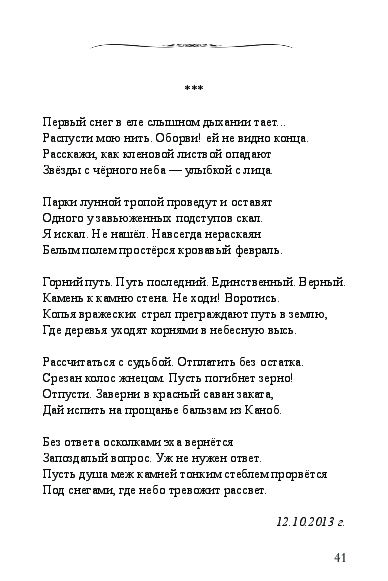 ***
Первый снег в еле слышном дыхании тает...
Распусти мою нить. Оборви! ей не видно конца.
Расскажи, как кленовой листвой опадают
Звёзды с чёрного неба — улыбкой с лица.
Парки лунной тропой проведут и оставят
Одного у завьюженных подступов скал.
Я искал. Не нашёл. Навсегда нераскаян
Белым полем простёрся кровавый февраль.
Горний путь. Путь последний. Единственный. Верный.
Камень к камню стена. Не ходи! Воротись.
Копья вражеских стрел преграждают путь в землю,
Где деревья уходят корнями в небесную высь.
Рассчитаться с судьбой. Отплатить без остатка.
Срезан колос жнецом. Пусть погибнет зерно!
Отпусти. Заверни в красный саван заката,
Дай испить на прощанье бальзам из Каноб.
Без ответа осколками эха вернётся
Запоздалый вопрос. Уж не нужен ответ.
Пусть душа меж камней тонким стеблем прорвётся
Под снегами, где небо тревожит рассвет.
12.10.2013 г.
41